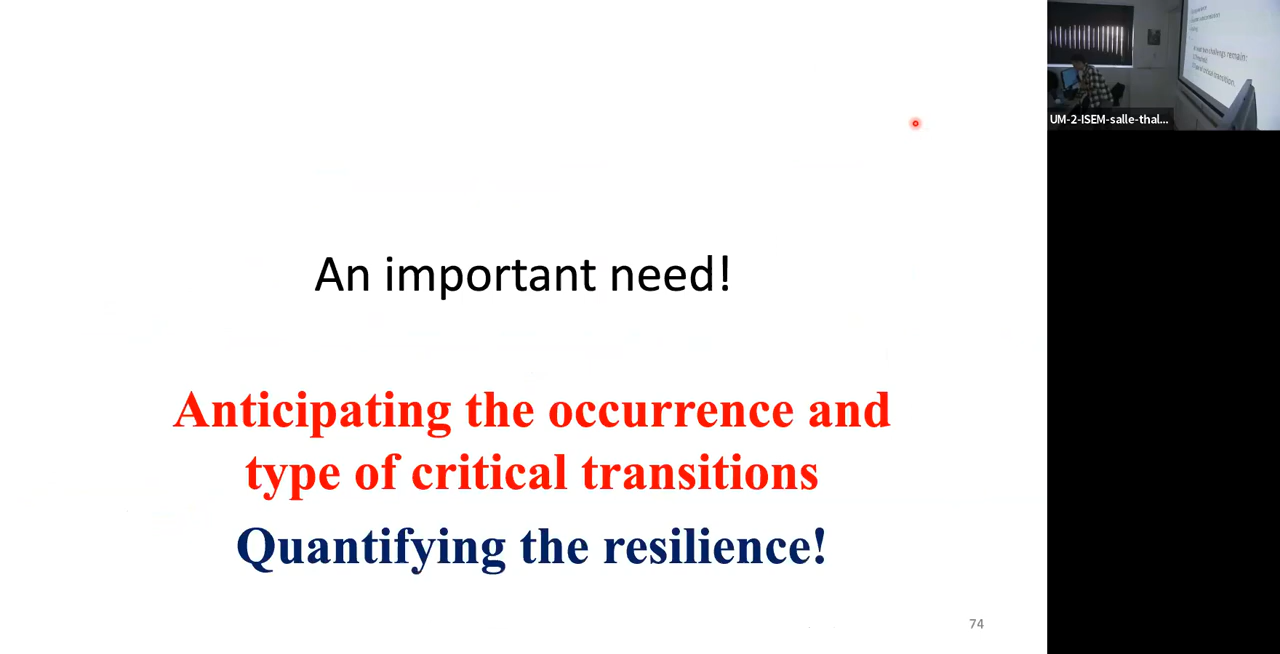 An important need!
Anticipating the occurrence and
type of critical transitions
Quantifying the resilience!
74
UM-2-ISEM-salle-thal...